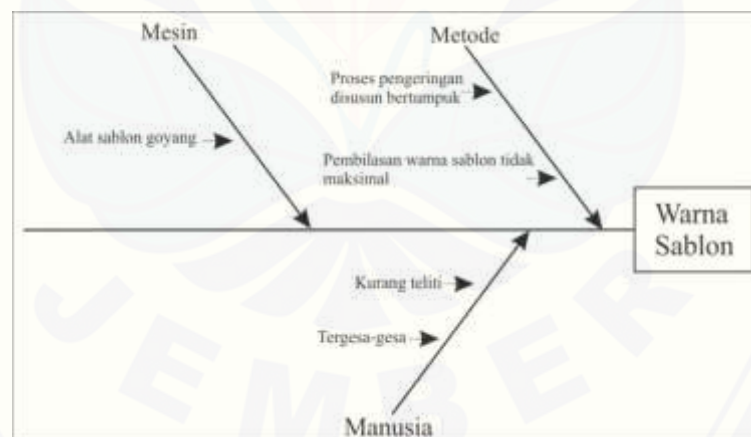 Mesin
Metode
Proses pengeringan
disusun bertumpuk
Alat sablon goyang
Pembilasan warna sablon tidak
maksimal
Warna
Sablon
Kurang teliti
Tergesa-gesa
Manusia
JEMBER